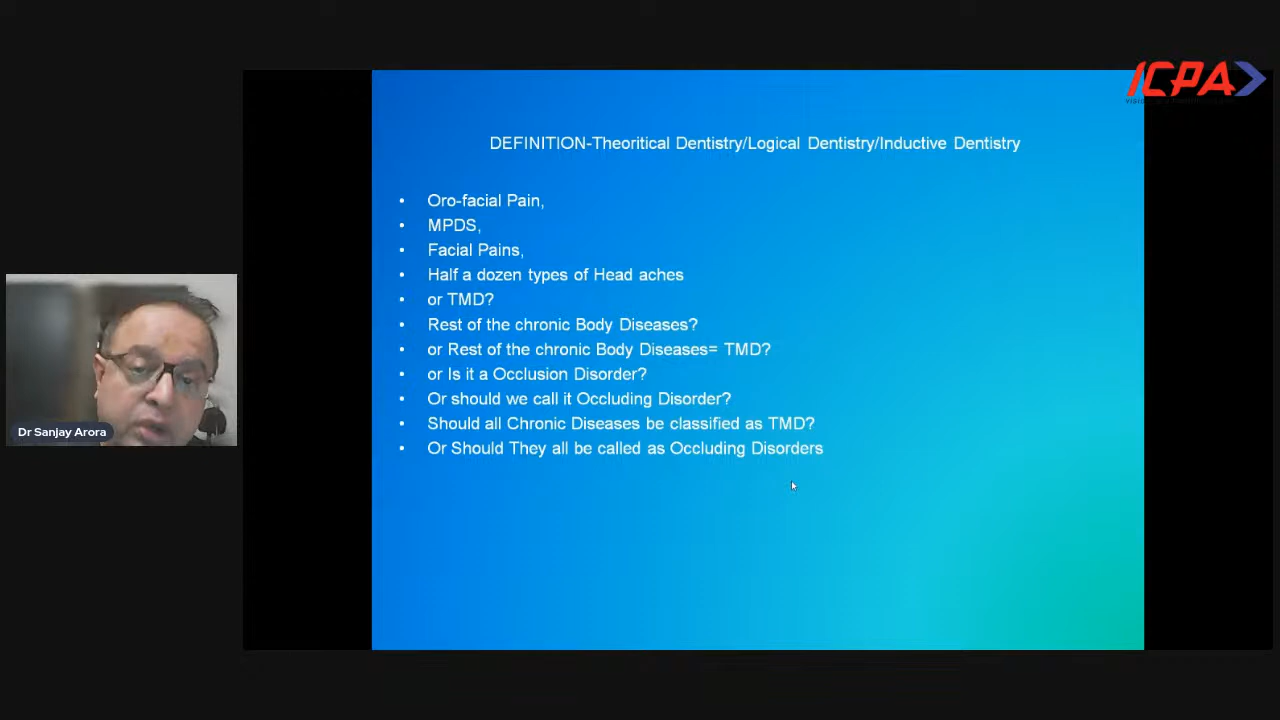 ICPA
DEFINITION-Theoritical Dentistry/Logical Dentistry/Inductive Dentistry
• Oro-facial Pain,
• MPDS,
• Facial Pains,
• Half a dozen types of Head aches
• or TMD?
• Rest of the chronic Body Diseases?
• or Rest of the chronic Body Diseases= TMD?
• or Is it a Occlusion Disorder?
• Or should we call it Occluding Disorder?
• Should all Chronic Diseases be classified as TMD?
• Or Should They all be called as Occluding Disorders
Dr Sanjay Arora